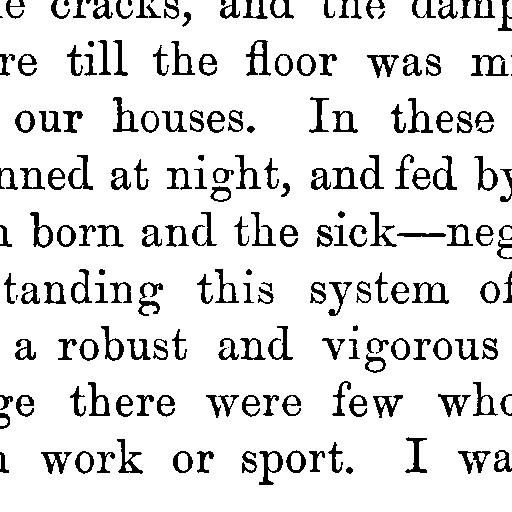 e cracks, and the damp
re till the floor was m
our houses. In these
nned at night, and fed by
n born and the sick—neg
tanding this system of
a robust and vigorous
ge there were few who
n work or sport. I wa